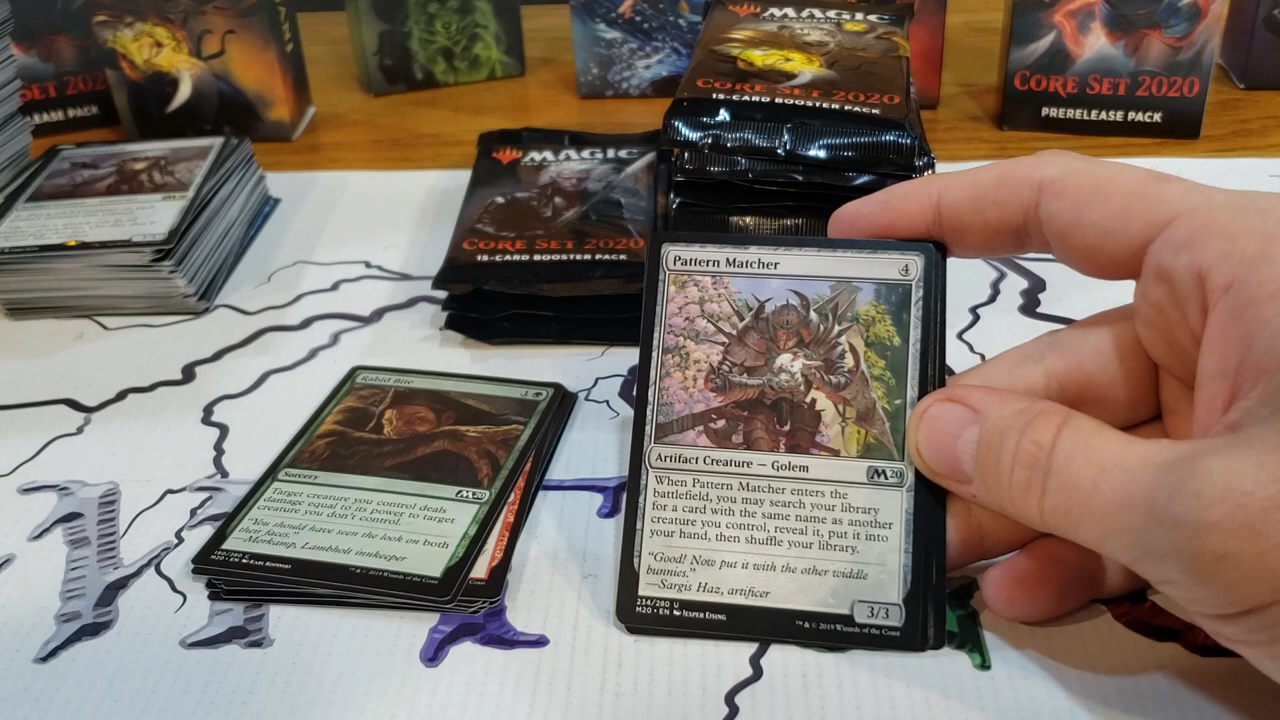 SET 2020
LEASE PACK
MAGIC
THE GATHERING
CORE SET 2020
15-CARD BOOSTER PACK
CORE SET 2020
PRERELEASE PACK
MAGIC
CORE SET 2020
15-CARD BOOSTER PACK
Pattern Matcher 4
Artifact Creature — Golem
M20
When Pattern Matcher enters the
battlefield, you may search your library
for a card with the same name as another
creature you control, reveal it, put it into
your hand, then shuffle your library.
"Good! Now put it with the other widdle
bunnies."
—Sargis Haz, artificer
3/3
234/280 U
M20 • EN JESPER EJSING
™ & © 2019 Wizards of the Coast
Rabid Bite 1
Sorcery
M20
Target creature you control deals
damage equal to its power to target
creature you don't control.
"You should have seen the look on both
their faces."
—Morkamp, Lambholt innkeeper
190/280 C
M20 • EN KARL KOPINSKI
™ & © 2019 Wizards of the Coast
Coast